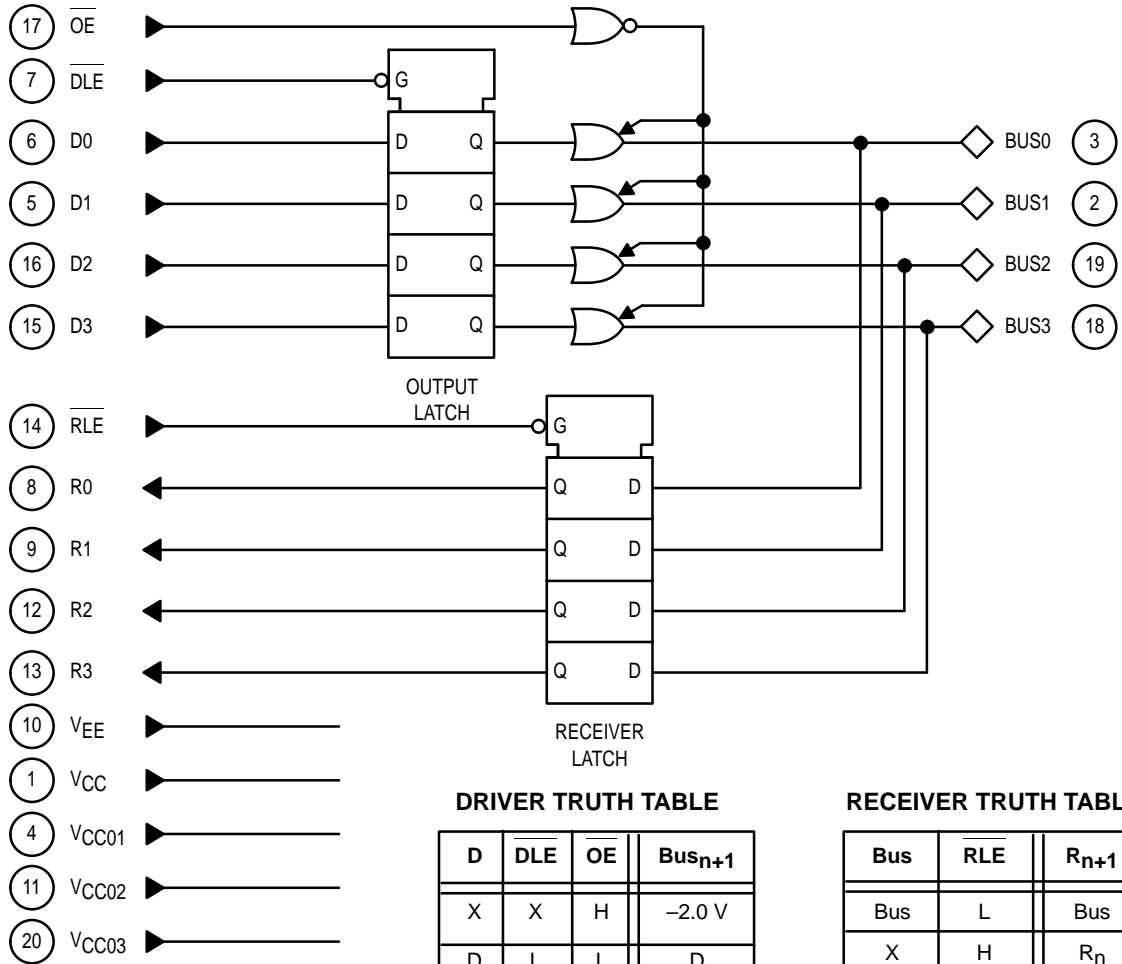 17 OE
7 DLE G
6 D0 D Q BUS0 3
5 D1 D Q BUS1 2
16 D2 D Q BUS2 19
15 D3 D Q BUS3 18
OUTPUT
LATCH
14 RLE G
8 R0 Q D
9 R1 Q D
12 R2 Q D
13 R3 Q D
RECEIVER
LATCH
10 VEE
1 VCC
4 VCC01
11 VCC02
20 VCC03
DRIVER TRUTH TABLE
D DLE OE Busn+1
X X H –2.0 V
D L L D
RECEIVER TRUTH TABL
Bus RLE Rn+1
Bus L Bus
X H Rn